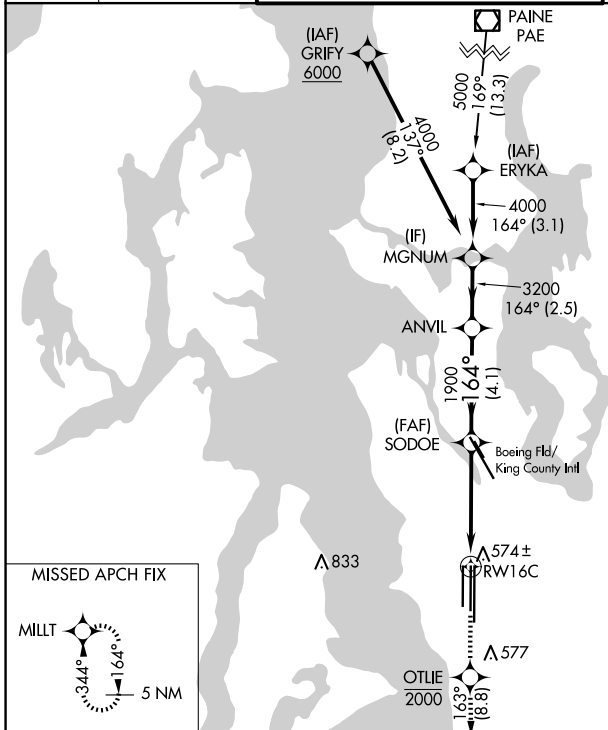 PAINE
PAE
(IAF)
GRIFY
6000
5000
169°
(13.3)
4000
137°
(8.2)
(IAF)
ERYKA
4000
164° (3.1)
(IF)
MGNUM
3200
164° (2.5)
ANVIL
1900
164°
(4.1)
(FAF)
SODOE
Boeing Fld/
King County Intl
833
574±
RW16C
MISSED APCH FIX
MILLT
344°
164°
5 NM
577
OTLIE
2000
163°
(8.8)